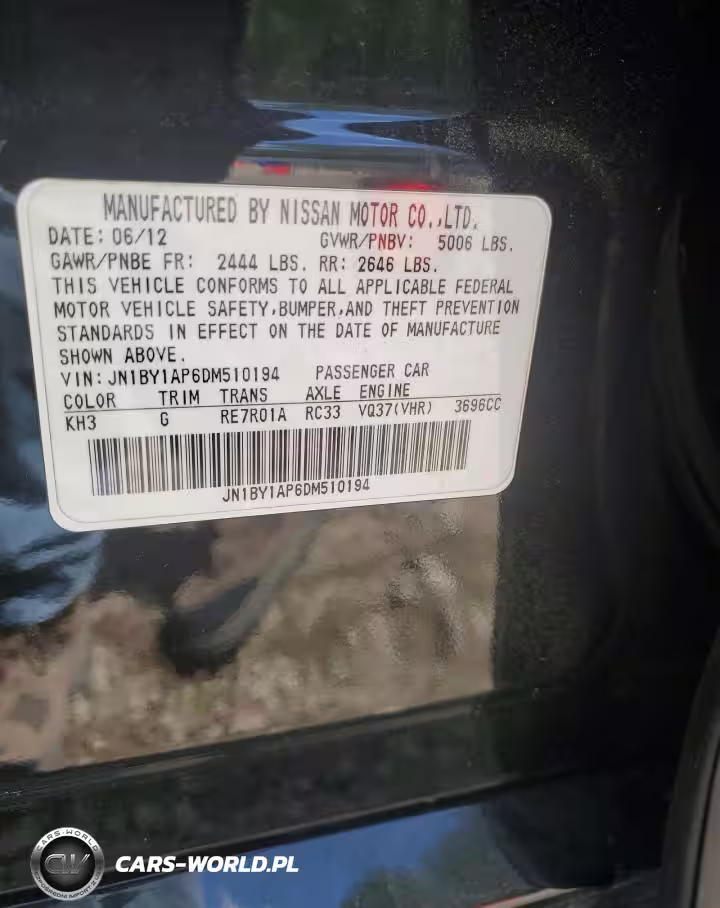 MANUFACTURED BY NISSAN MOTOR CO.,LTD.
DATE: 06/12 GVWR/PNBV: 5006 LBS.
GAWR/PNBE FR: 2444 LBS. RR: 2646 LBS.
THIS VEHICLE CONFORMS TO ALL APPLICABLE FEDERAL
MOTOR VEHICLE SAFETY,BUMPER,AND THEFT PREVENTION
STANDARDS IN EFFECT ON THE DATE OF MANUFACTURE
SHOWN ABOVE.
VIN: JN1BY1AP6DM510194 PASSENGER CAR
COLOR TRIM TRANS AXLE ENGINE
KH3 G RE7R01A RC33 VQ37(VHR) 3696CC
JN1BY1AP6DM510194
CARS-WORLD
CW
CARS-WORLD.PL